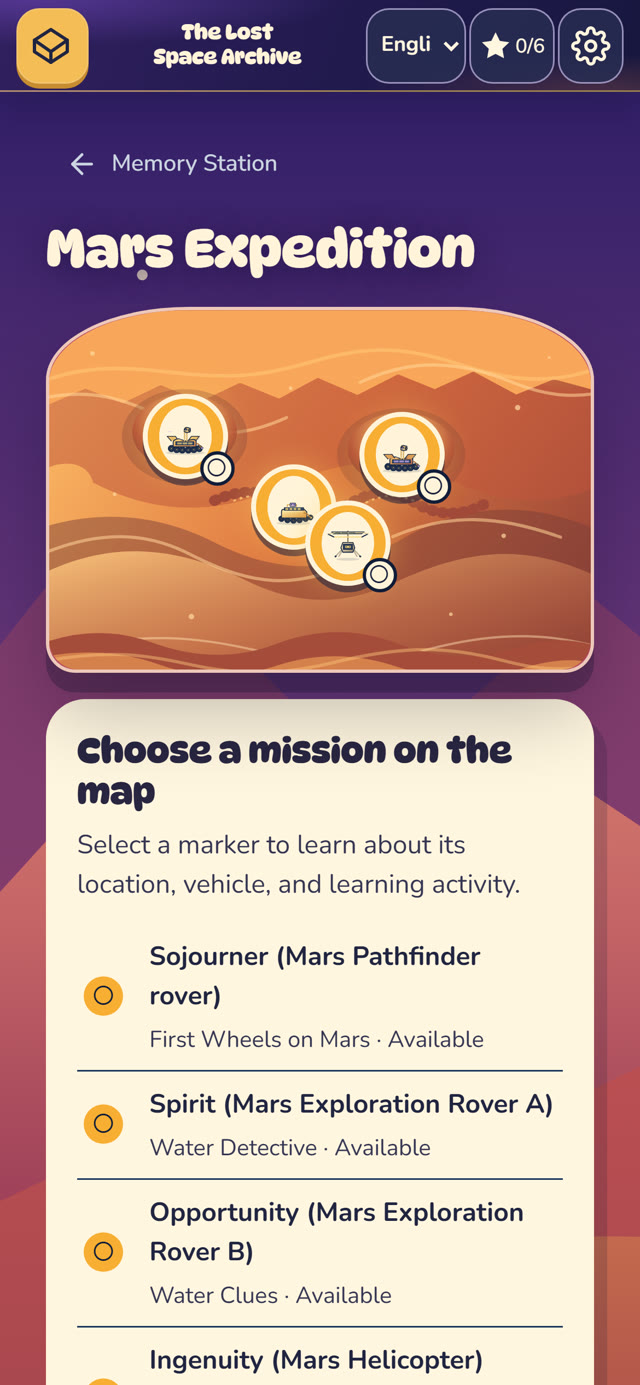 The Lost
Space Archive
Engli
0/6
Memory Station
Mars Expedition
Choose a mission on the
map
Select a marker to learn about its
location, vehicle, and learning activity.
Sojourner (Mars Pathfinder
rover)
First Wheels on Mars · Available
Spirit (Mars Exploration Rover A)
Water Detective · Available
Opportunity (Mars Exploration
Rover B)
Water Clues · Available
Ingenuity (Mars Helicopter)